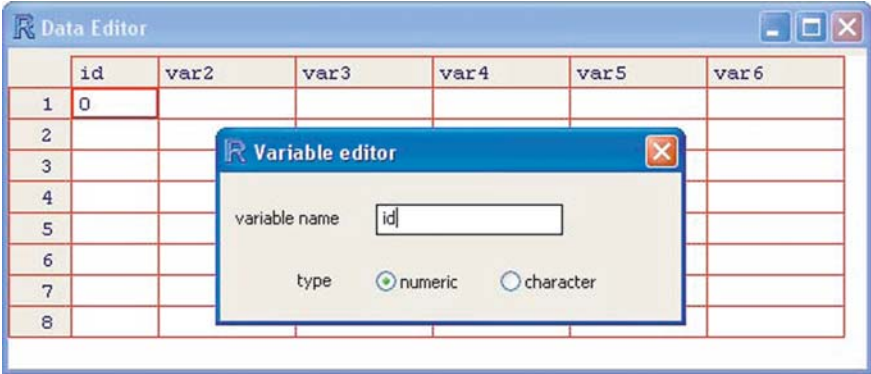 R Data Editor
id var2 var3 var4 var5 var6
1 0
2
3
R Variable editor
4
variable name id
5
6
type numeric character
7
8